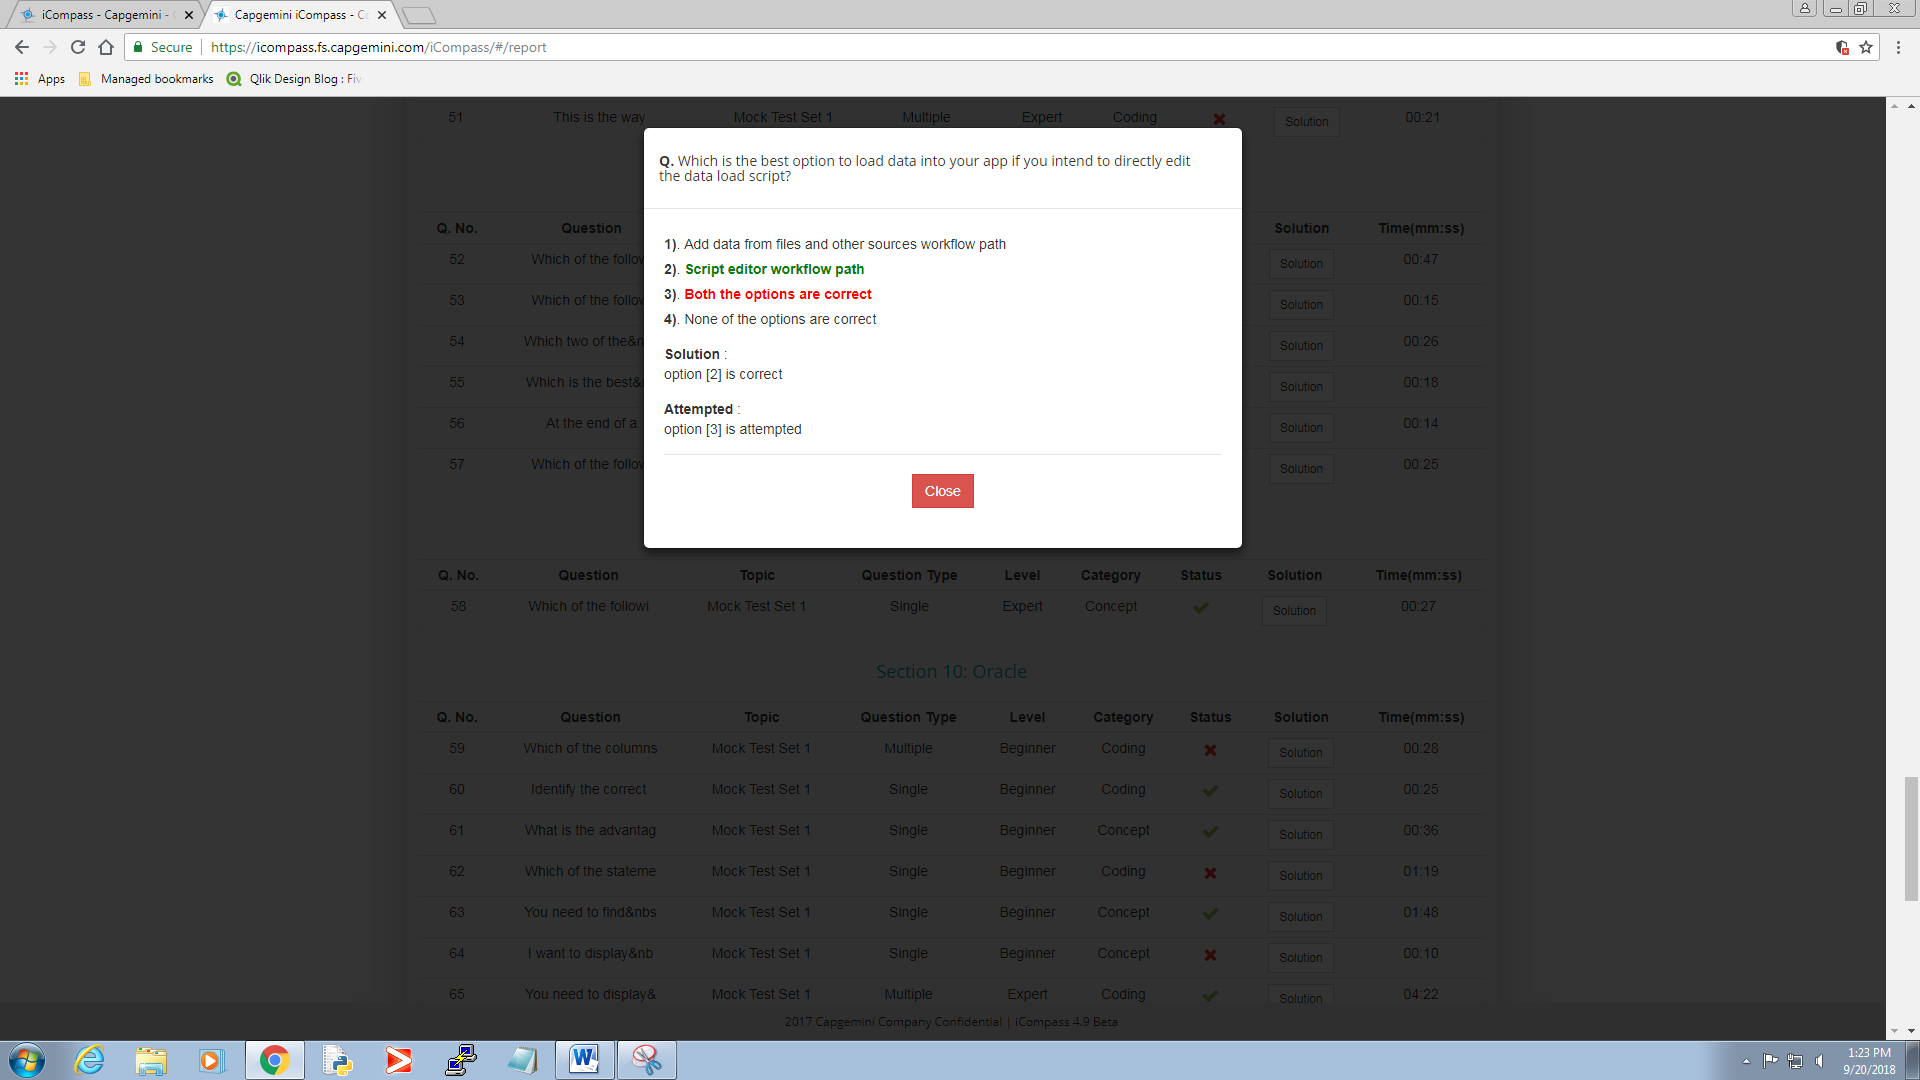 iCompass - Capgemini -
Capgemini iCompass - Co
Secure
https://icompass.fs.capgemini.com/iCompass/#/report
Apps
Managed bookmarks
Qlik Design Blog : Fiv
51 This is the way Mock Test Set 1 Multiple Expert Coding Solution 00:21
Q. Which is the best option to load data into your app if you intend to directly edit
the data load script?
1). Add data from files and other sources workflow path
2). Script editor workflow path
3). Both the options are correct
4). None of the options are correct
Solution :
option [2] is correct
Attempted :
option [3] is attempted
Close
Q. No. Question Solution Time(mm:ss)
52 Which of the follov Solution 00:47
53 Which of the follov Solution 00:15
54 Which two of the&n Solution 00:26
55 Which is the best& Solution 00:18
56 At the end of a Solution 00:14
57 Which of the follov Solution 00:25
Q. No. Question Topic Question Type Level Category Status Solution Time(mm:ss)
58 Which of the followi Mock Test Set 1 Single Expert Concept Solution 00:27
Section 10: Oracle
Q. No. Question Topic Question Type Level Category Status Solution Time(mm:ss)
59 Which of the columns Mock Test Set 1 Multiple Beginner Coding Solution 00:28
60 Identify the correct Mock Test Set 1 Single Beginner Coding Solution 00:25
61 What is the advantag Mock Test Set 1 Single Beginner Concept Solution 00:36
62 Which of the stateme Mock Test Set 1 Single Beginner Coding Solution 01:19
63 You need to find&nbs Mock Test Set 1 Single Beginner Concept Solution 01:48
64 I want to display&nb Mock Test Set 1 Single Beginner Concept Solution 00:10
65 You need to display& Mock Test Set 1 Multiple Expert Coding Solution 04:22
2017 Capgemini Company Confidential | iCompass 4.9 Beta
1:23 PM
9/20/2018